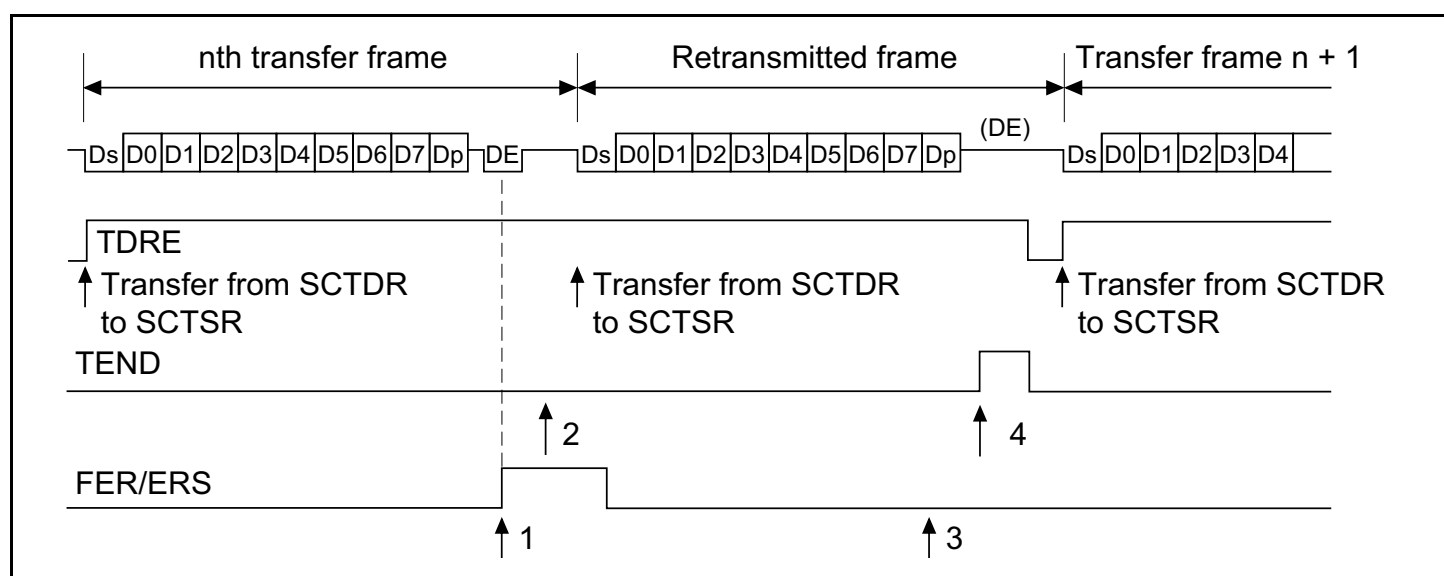 nth transfer frame
Retransmitted frame
Transfer frame n + 1
(DE)
Ds D0 D1 D2 D3 D4 D5 D6 D7 Dp DE
Ds D0 D1 D2 D3 D4 D5 D6 D7 Dp
Ds D0 D1 D2 D3 D4
TDRE
Transfer from SCTDR
to SCTSR
Transfer from SCTDR
to SCTSR
Transfer from SCTDR
to SCTSR
TEND
2
4
FER/ERS
1
3